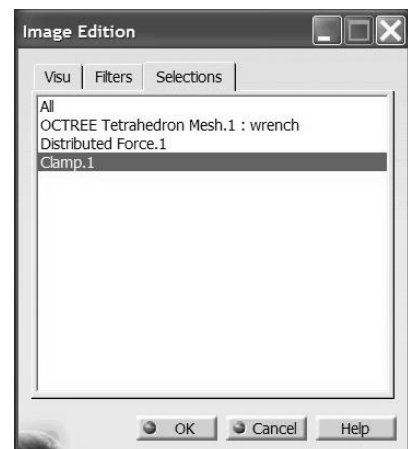 Image Edition
Visu Filters Selections
All
OCTREE Tetrahedron Mesh.1 : wrench
Distributed Force.1
Clamp.1
OK Cancel Help